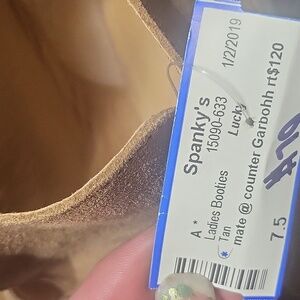 Spanky's
15090-633
Lucky 1/2/2019
A *
Ladies Booties
* Tan
mate @ counter Garbohh rt$120
7.5